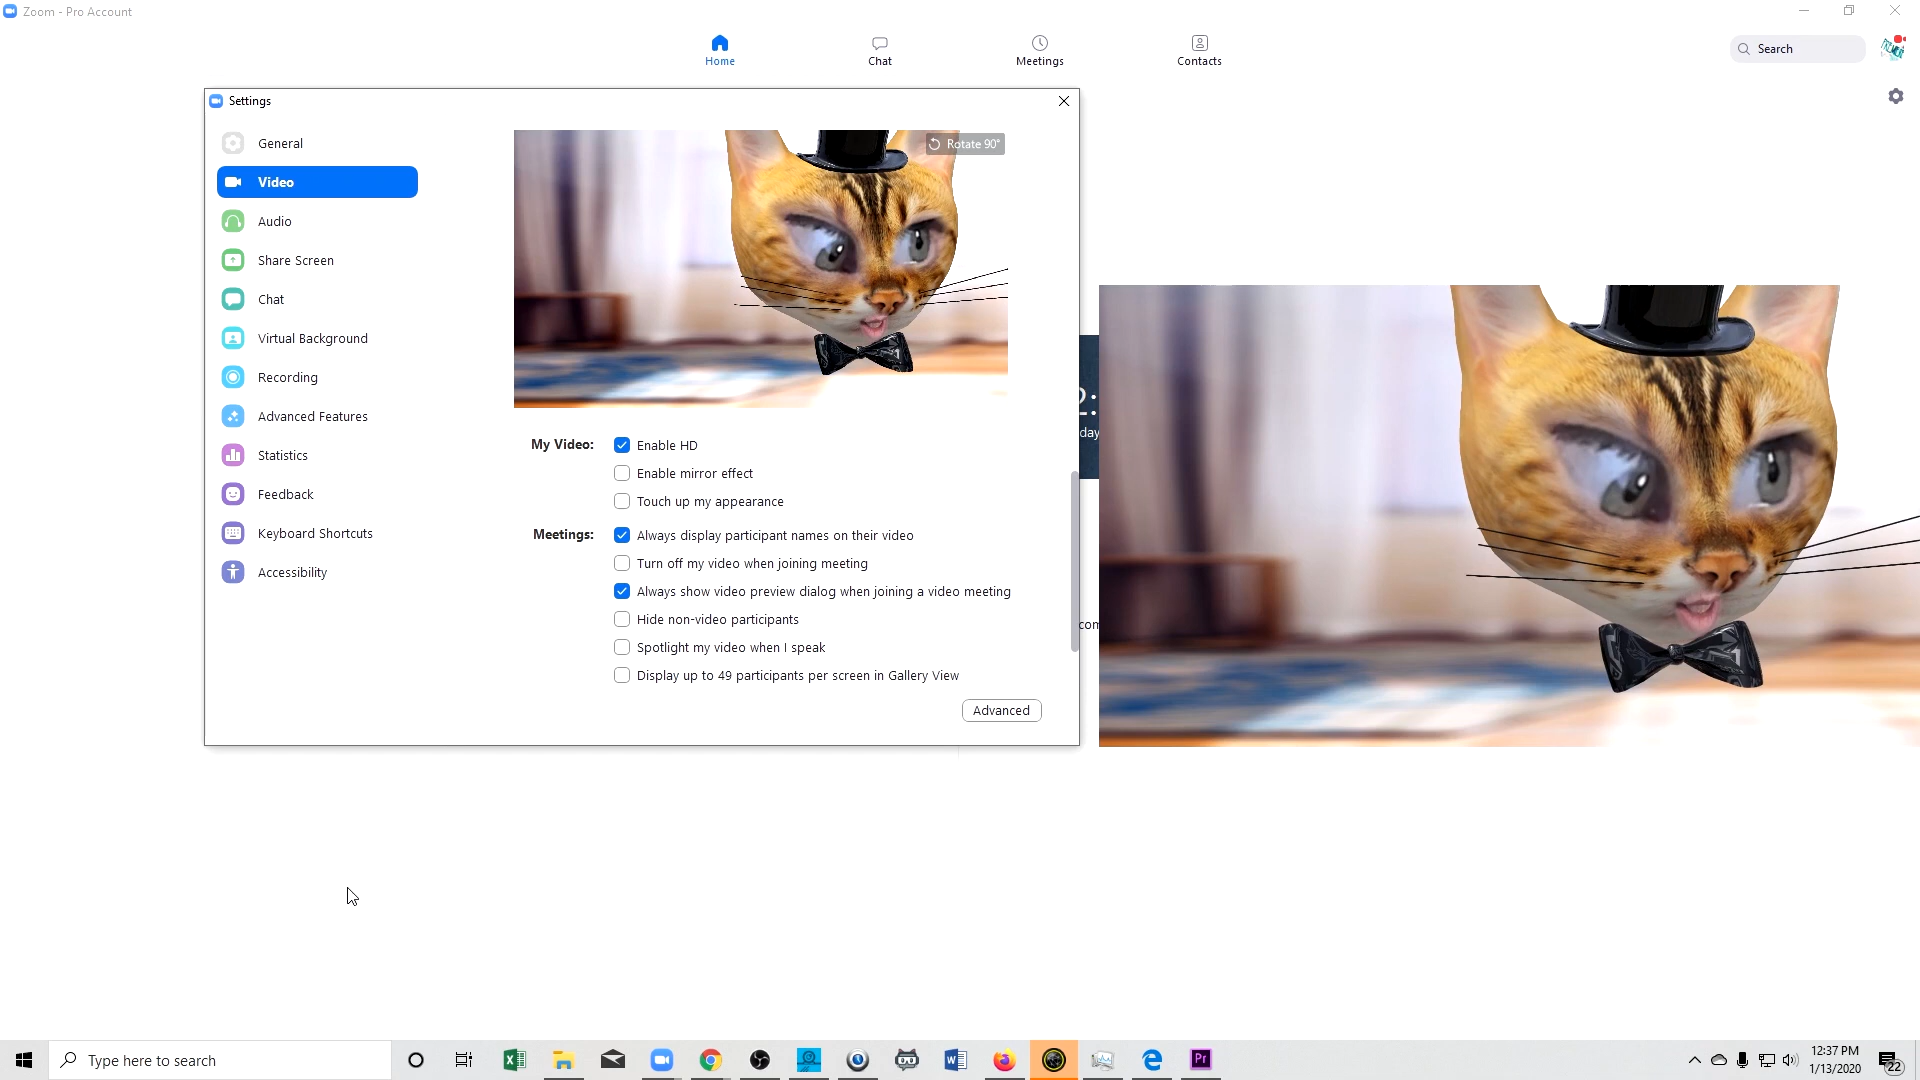 Zoom - Pro Account
Home
Chat
Meetings
Contacts
Search
Settings
General
Video
Audio
Share Screen
Chat
Virtual Background
Recording
Advanced Features
Statistics
Feedback
Keyboard Shortcuts
Accessibility
Rotate 90°
My Video:
Enable HD
Enable mirror effect
Touch up my appearance
Meetings:
Always display participant names on their video
Turn off my video when joining meeting
Always show video preview dialog when joining a video meeting
Hide non-video participants
Spotlight my video when I speak
Display up to 49 participants per screen in Gallery View
Advanced
2:
day
com
Type here to search
Pr
12:37 PM
1/13/2020
22